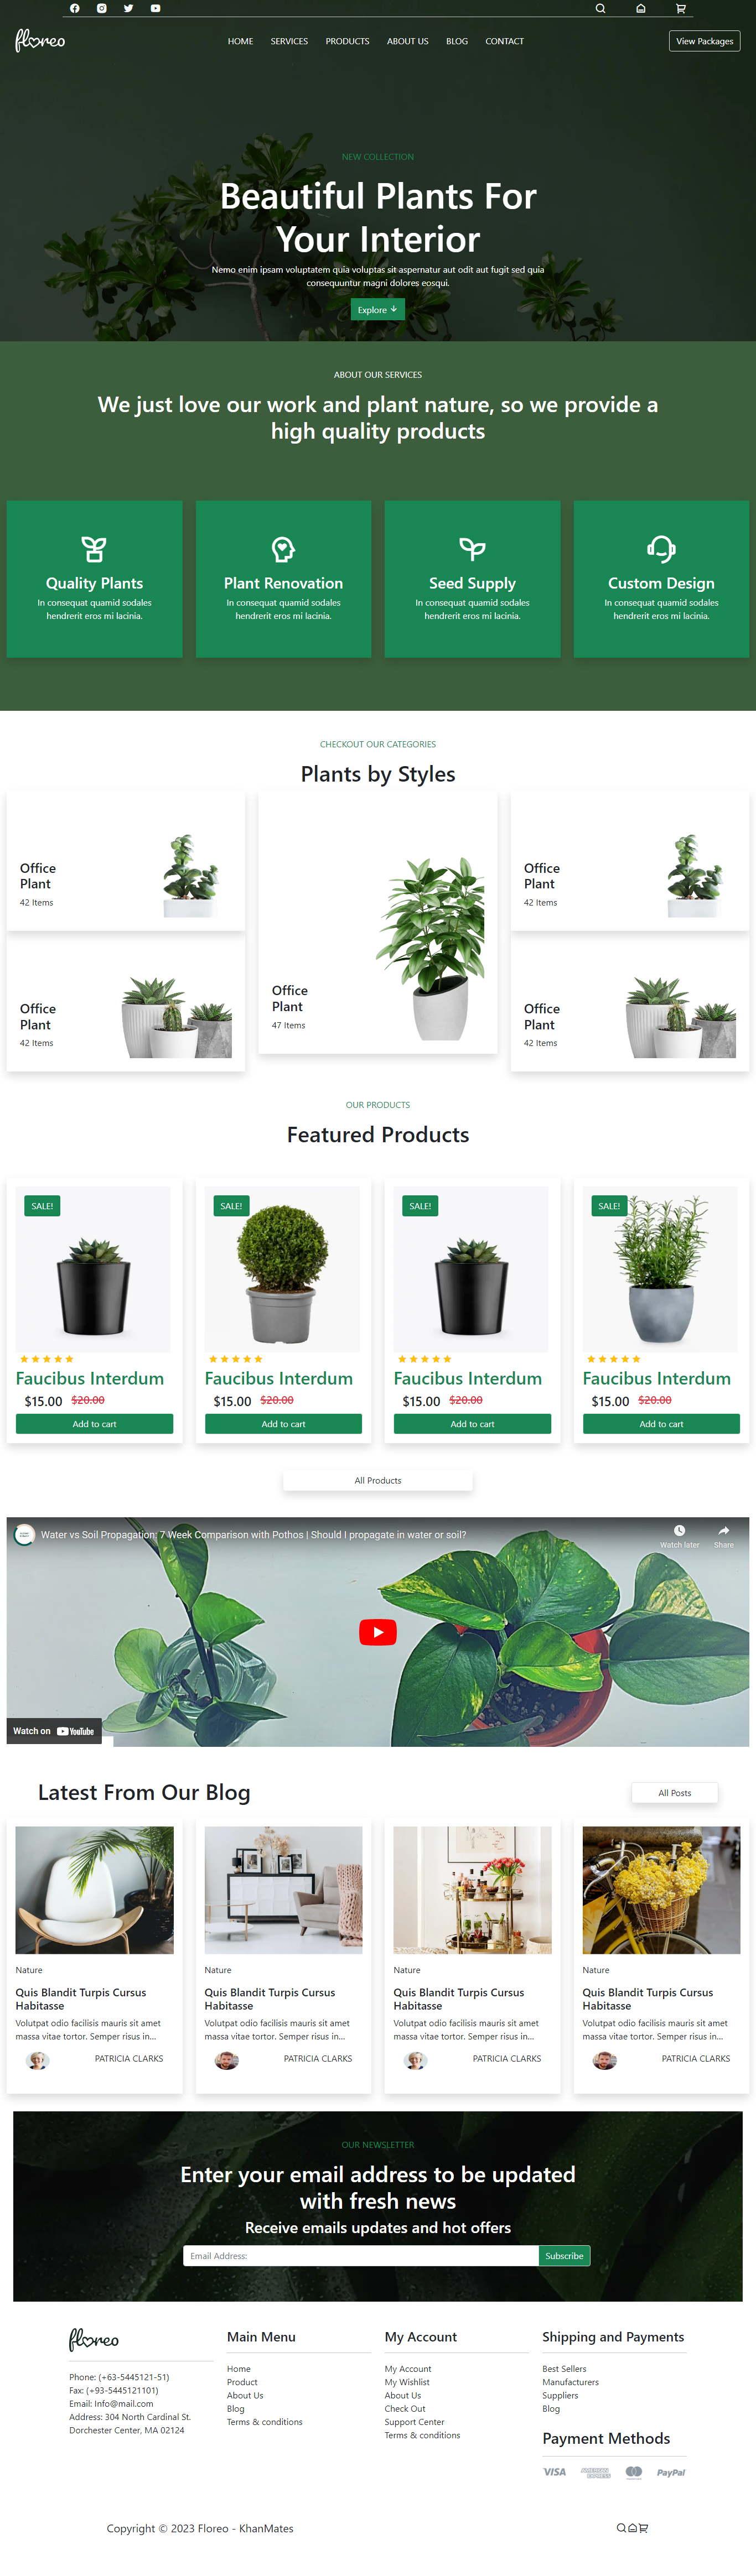 floreo
HOME SERVICES PRODUCTS ABOUT US BLOG CONTACT
View Packages
NEW COLLECTION
Beautiful Plants For
Your Interior
Nemo enim ipsam voluptatem quia voluptas sit aspernatur aut odit aut fugit sed quia
consequuntur magni dolores eosqui.
Explore
ABOUT OUR SERVICES
We just love our work and plant nature, so we provide a
high quality products
Quality Plants
In consequat quamid sodales
hendrerit eros mi lacinia.
Plant Renovation
In consequat quamid sodales
hendrerit eros mi lacinia.
Seed Supply
In consequat quamid sodales
hendrerit eros mi lacinia.
Custom Design
In consequat quamid sodales
hendrerit eros mi lacinia.
CHECKOUT OUR CATEGORIES
Plants by Styles
Office
Plant
42 Items
Office
Plant
42 Items
Office
Plant
47 Items
Office
Plant
42 Items
Office
Plant
42 Items
OUR PRODUCTS
Featured Products
SALE!
Faucibus Interdum
$15.00 $20.00
Add to cart
SALE!
Faucibus Interdum
$15.00 $20.00
Add to cart
SALE!
Faucibus Interdum
$15.00 $20.00
Add to cart
SALE!
Faucibus Interdum
$15.00 $20.00
Add to cart
All Products
Water vs Soil Propagation: 7 Week Comparison with Pothos | Should I propagate in water or soil?
Watch later
Share
Watch on YouTube
Latest From Our Blog
All Posts
Nature
Quis Blandit Turpis Cursus
Habitasse
Volutpat odio facilisis mauris sit amet
massa vitae tortor. Semper risus in...
PATRICIA CLARKS
Nature
Quis Blandit Turpis Cursus
Habitasse
Volutpat odio facilisis mauris sit amet
massa vitae tortor. Semper risus in...
PATRICIA CLARKS
Nature
Quis Blandit Turpis Cursus
Habitasse
Volutpat odio facilisis mauris sit amet
massa vitae tortor. Semper risus in...
PATRICIA CLARKS
Nature
Quis Blandit Turpis Cursus
Habitasse
Volutpat odio facilisis mauris sit amet
massa vitae tortor. Semper risus in...
PATRICIA CLARKS
OUR NEWSLETTER
Enter your email address to be updated
with fresh news
Receive emails updates and hot offers
Email Address:
Subscribe
floreo
Phone: (+63-5445121-51)
Fax: (+93-5445121101)
Email: Info@mail.com
Address: 304 North Cardinal St.
Dorchester Center, MA 02124
Main Menu
Home
Product
About Us
Blog
Terms & conditions
My Account
My Account
My Wishlist
About Us
Check Out
Support Center
Terms & conditions
Shipping and Payments
Best Sellers
Manufacturers
Suppliers
Blog
Payment Methods
VISA
AMERICAN
EXPRESS
PayPal
Copyright © 2023 Floreo - KhanMates